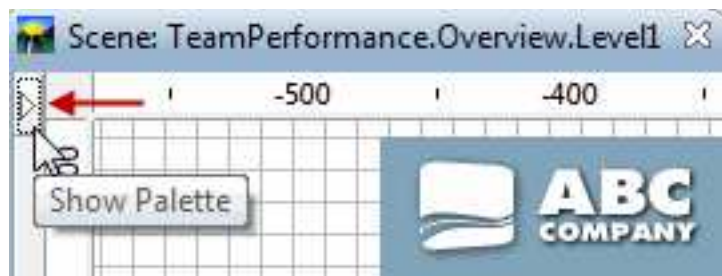 Scene: TeamPerformance.Overview.Level1
-500 -400
Show Palette
ABC
COMPANY